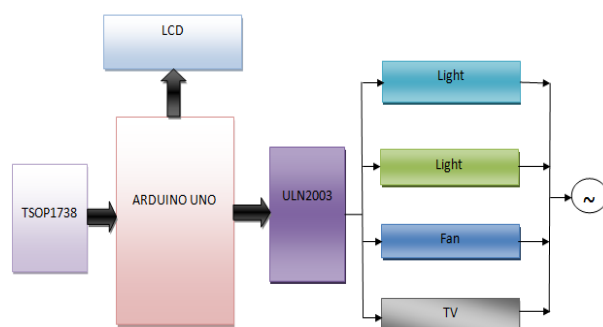 LCD
Light
Light
TSOP1738
ARDUINO UNO
ULN2003
Fan
TV
~